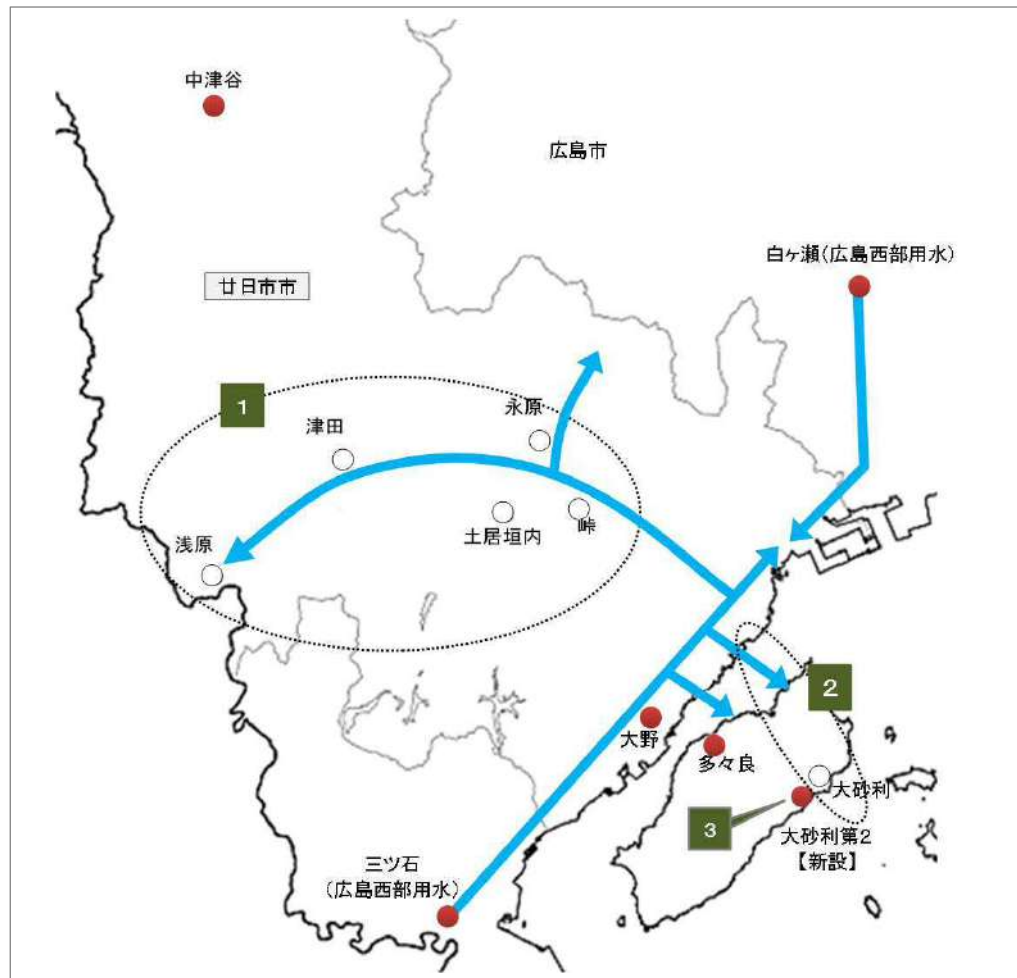 中津谷
広島市
白ヶ瀬(広島西部用水)
廿日市市
1
永原
津田
土居垣内
峠
浅原
2
大野
多々良
大砂利
3
大砂利第2
【新設】
三ツ石
(広島西部用水)